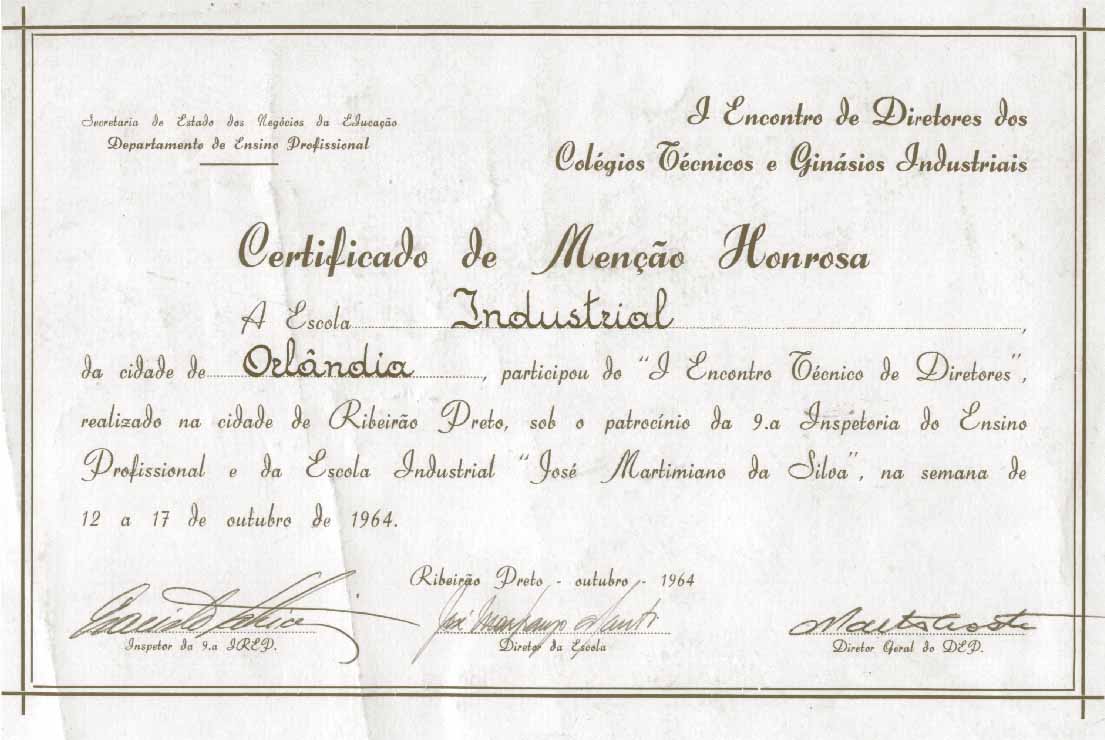 Secretaria de Estado dos Negócios da Educação
Departamento de Ensino Profissional
I Encontro de Diretores dos
Colégios Técnicos e Ginásios Industriais
Certificado de Menção Honrosa
A Escola Industrial,
da cidade de Orlândia, participou do "I Encontro Técnico de Diretores",
realizado na cidade de Ribeirão Preto, sob o patrocínio da 9.a Inspetoria do Ensino
Profissional e da Escola Industrial "José Martimiano da Silva", na semana de
12 a 17 de outubro de 1964.
Ribeirão Preto - outubro - 1964
Inspetor da 9.a IREP.
Diretor da Escola
Diretor Geral do DEP.